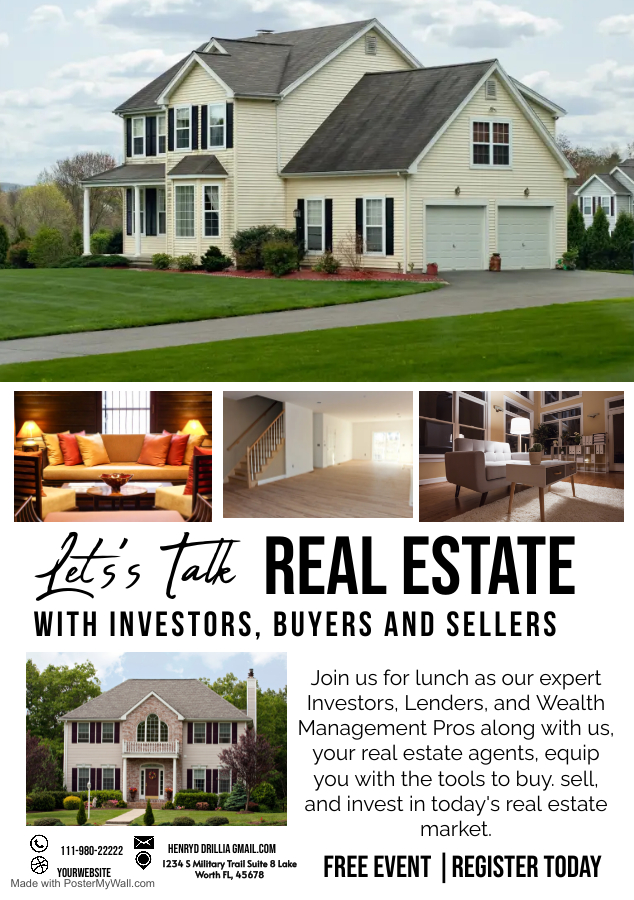 Lets's Talk REAL ESTATE
WITH INVESTORS, BUYERS AND SELLERS
Join us for lunch as our expert
Investors, Lenders, and Wealth
Management Pros along with us,
your real estate agents, equip
you with the tools to buy. sell,
and invest in today's real estate
market.
111-980-22222
HENRYD DRILLIA GMAIL.COM
YOURWEBSITE
1234 S Military Trail Suite 8 Lake
Worth FL, 45678
FREE EVENT | REGISTER TODAY
Made with PosterMyWall.com